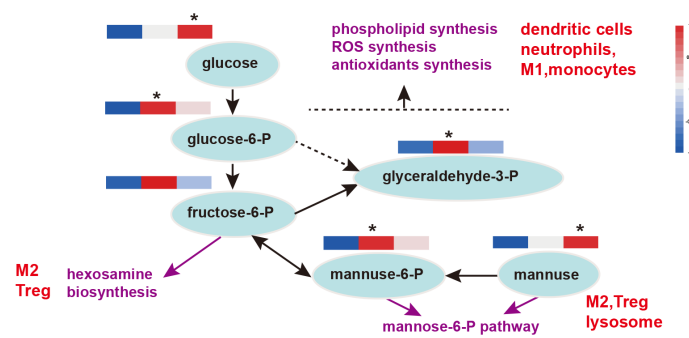 *
phospholipid synthesis
ROS synthesis
antioxidants synthesis
dendritic cells
neutrophils,
M1,monocytes
glucose
*
glucose-6-P
*
glyceraldehyde-3-P
fructose-6-P
*
*
M2
Treg
hexosamine
biosynthesis
mannuse-6-P
mannuse
M2,Treg
lysosome
mannose-6-P pathway